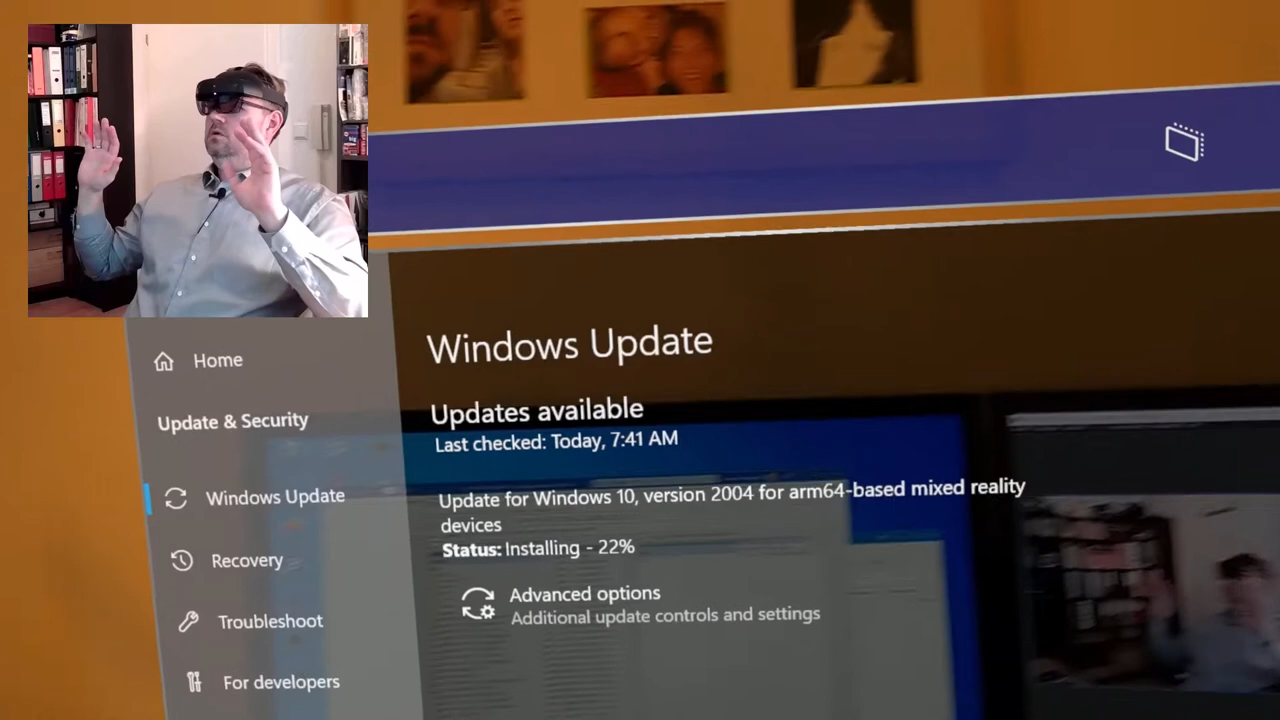 Home
Update & Security
Windows Update
Recovery
Troubleshoot
For developers
Windows Update
Updates available
Last checked: Today, 7:41 AM
Update for Windows 10, version 2004 for arm64-based mixed reality
devices
Status: Installing - 22%
Advanced options
Additional update controls and settings